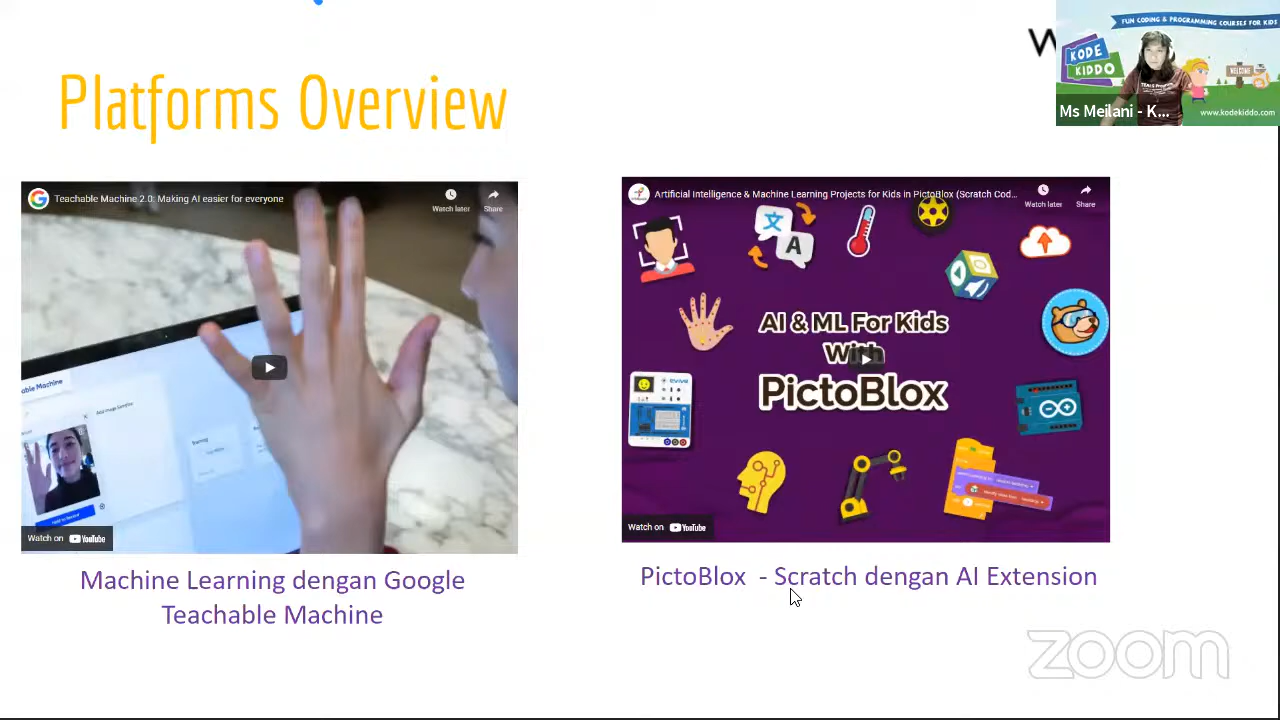 FUN CODING & PROGRAMMING COURSES FOR KIDS
KODE
KIDDO
WELCOME
Ms Meilani - K...
www.kodekiddo.com
Platforms Overview
Teachable Machine 2.0: Making AI easier for everyone
Watch later
Share
Watch on YouTube
Machine Learning dengan Google
Teachable Machine
Artificial Intelligence & Machine Learning Projects for Kids in PictoBlox (Scratch Cod...
Watch later
Share
文
A
AI & ML For Kids
With
PictoBlox
evive
Watch on YouTube
PictoBlox - Scratch dengan AI Extension
zoom